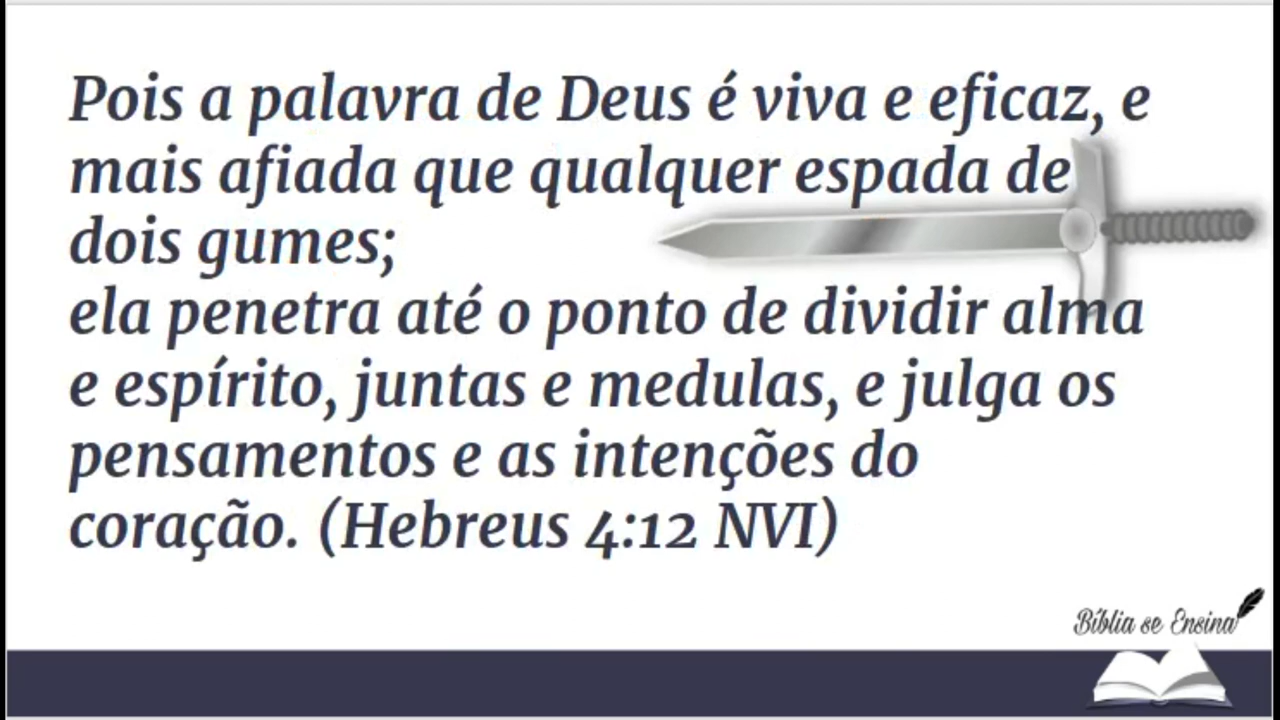 Pois a palavra de Deus é viva e eficaz, e
mais afiada que qualquer espada de
dois gumes;
ela penetra até o ponto de dividir alma
e espírito, juntas e medulas, e julga os
pensamentos e as intenções do
coração. (Hebreus 4:12 NVI)
Bíblia se Ensina